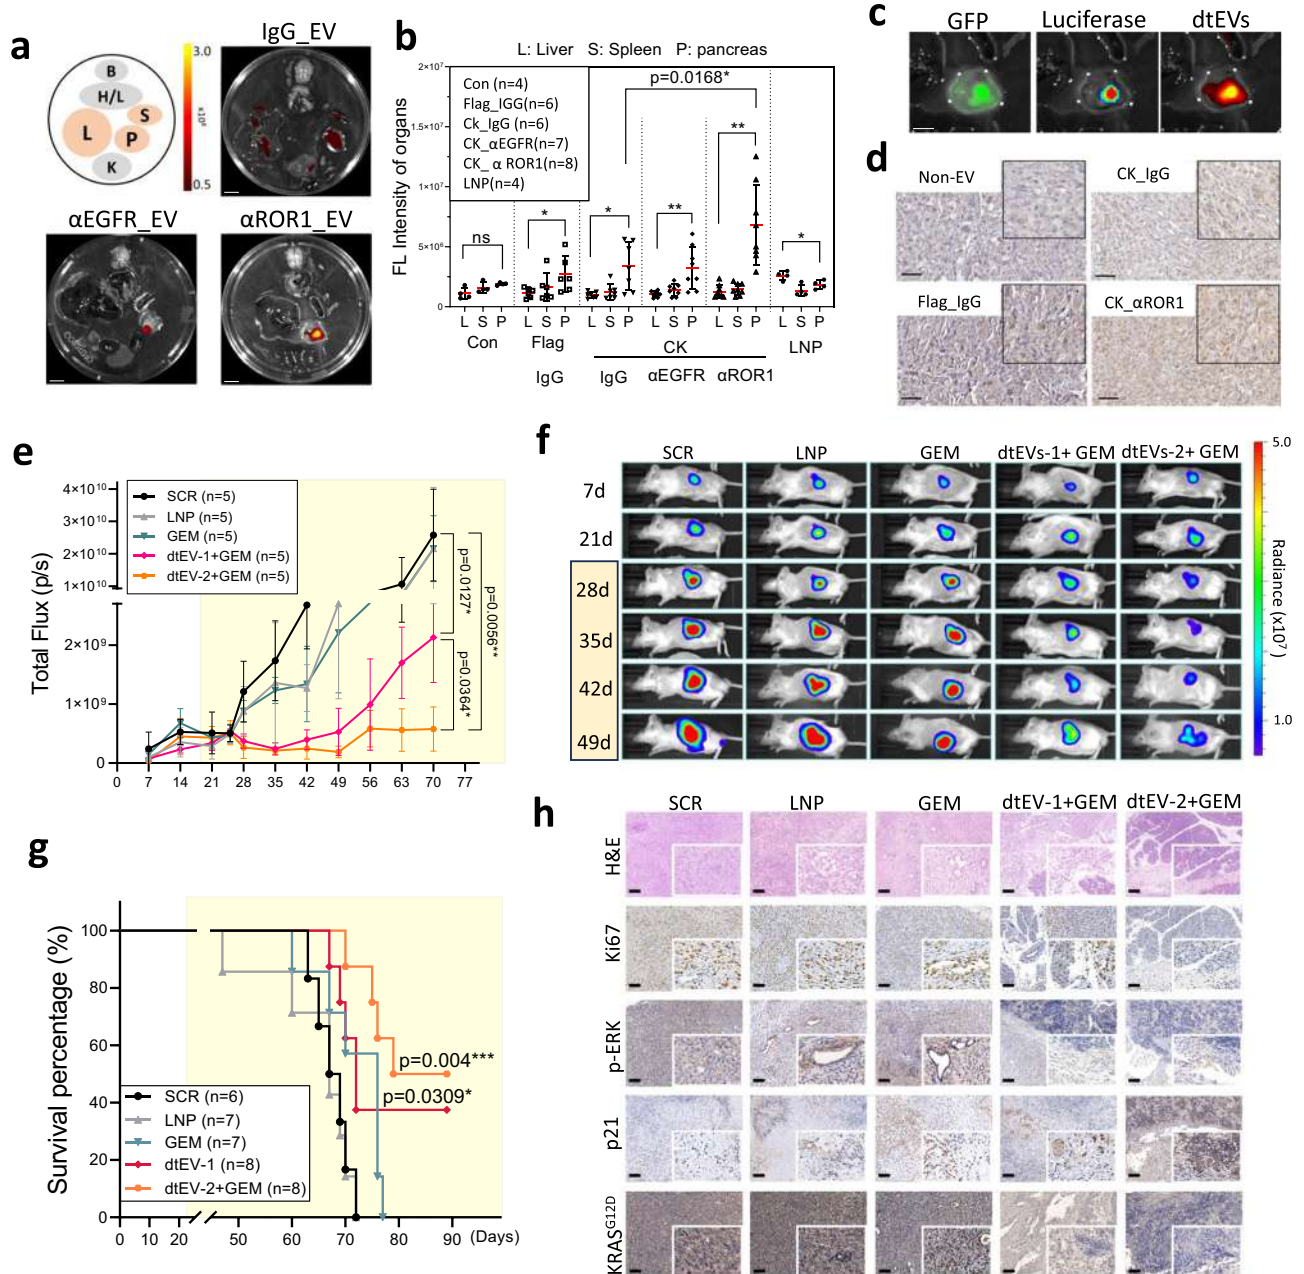 a
B
H/L
S
L
P
K
3.0
x10⁸
0.5
IgG_EV
αEGFR_EV
αROR1_EV
b
L: Liver S: Spleen P: pancreas
p=0.0168*
Con (n=4)
Flag_IGG(n=6)
Ck_IgG (n=6)
CK_αEGFR(n=7)
CK_α ROR1(n=8)
LNP(n=4)
FL Intensity of organs
2×10⁷
1.5×10⁷
1×10⁷
5×10⁶
0
ns
*
*
**
**
*
L S P L S P L S P L S P L S P L S P
Con Flag CK LNP
IgG IgG αEGFR αROR1
c
GFP Luciferase dtEVs
d
Non-EV
CK_IgG
Flag_IgG
CK_αROR1
e
Total Flux (p/s)
4×10¹⁰
3×10¹⁰
2×10¹⁰
1×10¹⁰
2×10⁹
1×10⁹
0
SCR (n=5)
LNP (n=5)
GEM (n=5)
dtEV-1+GEM (n=5)
dtEV-2+GEM (n=5)
p=0.0127*
p=0.0056**
p=0.0364*
0 7 14 21 28 35 42 49 56 63 70 77
f
SCR LNP GEM dtEVs-1+ GEM dtEVs-2+ GEM
7d
21d
28d
35d
42d
49d
5.0
Radiance (x10⁷)
1.0
g
Survival percentage (%)
100
80
60
40
20
0
p=0.004***
p=0.0309*
SCR (n=6)
LNP (n=7)
GEM (n=7)
dtEV-1 (n=8)
dtEV-2+GEM (n=8)
0 10 20 50 60 70 80 90 (Days)
h
SCR LNP GEM dtEV-1+GEM dtEV-2+GEM
H&E
Ki67
p-ERK
p21
KRASᴳ¹²ᴰ